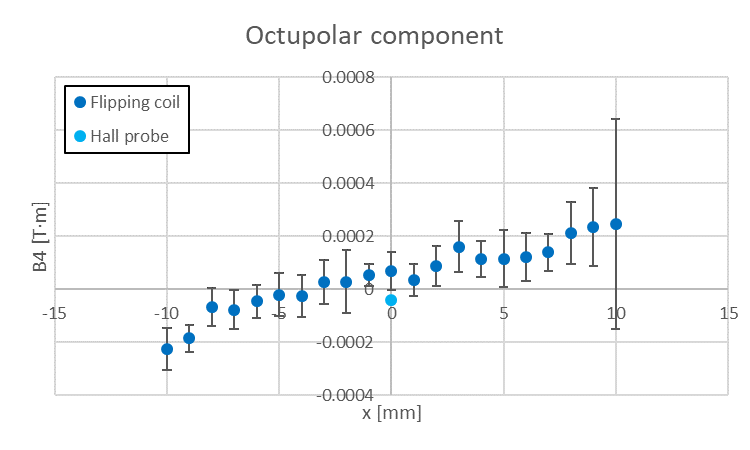 Octupolar component
0.0008
Flipping coil
Hall probe
0.0006
0.0004
0.0002
0
-0.0002
-0.0004
-15
-10
-5
0
5
10
15
B4 [T·m]
x [mm]